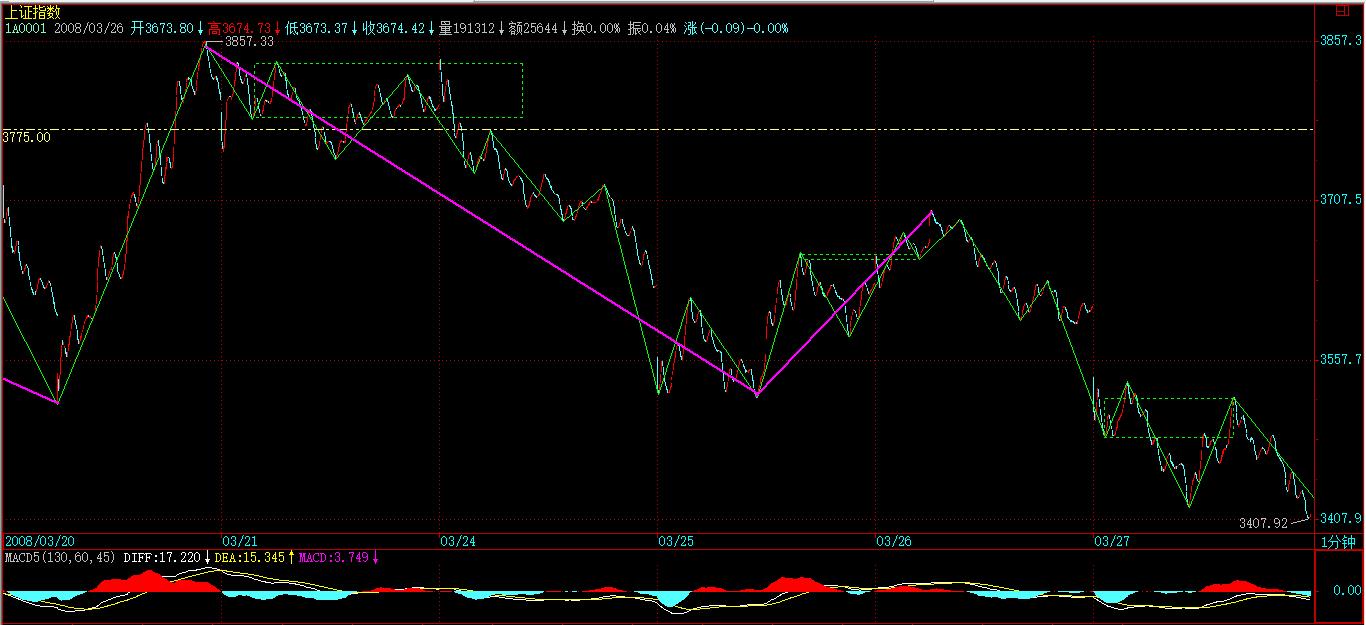 上证指数
1A0001 2008/03/26 开3673.80↓高3674.73↓低3673.37↓收3674.42↓量191312↓额25644↓换0.00% 振0.04% 涨(-0.09)-0.00%
3857.33
3857.3
3775.00
3707.5
3557.7
3407.92
3407.9
2008/03/20 03/21 03/24 03/25 03/26 03/27 1分钟
MACD5(130,60,45) DIFF:17.220↓DEA:15.345↑MACD:3.749↓
0.00